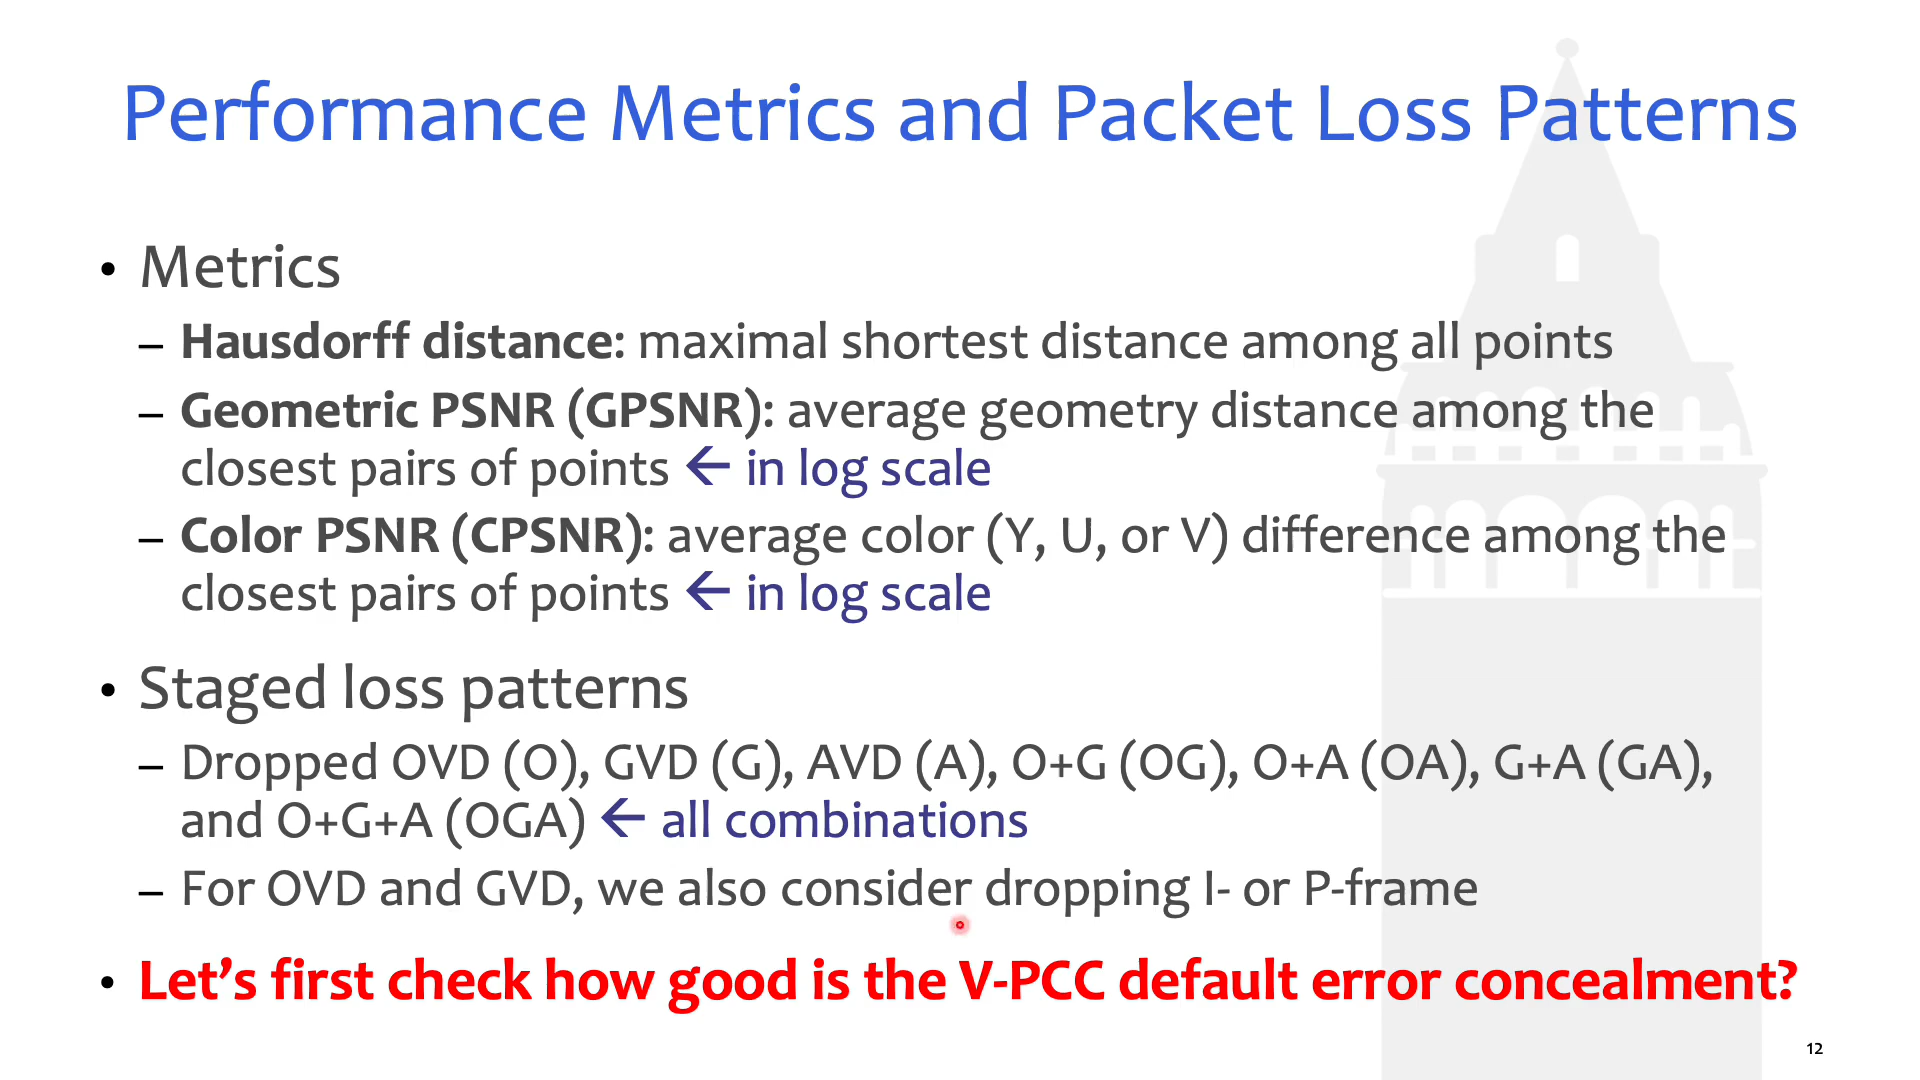 Performance Metrics and Packet Loss Patterns
• Metrics
– Hausdorff distance: maximal shortest distance among all points
– Geometric PSNR (GPSNR): average geometry distance among the
closest pairs of points ← in log scale
– Color PSNR (CPSNR): average color (Y, U, or V) difference among the
closest pairs of points ← in log scale
• Staged loss patterns
– Dropped OVD (O), GVD (G), AVD (A), O+G (OG), O+A (OA), G+A (GA),
and O+G+A (OGA) ← all combinations
– For OVD and GVD, we also consider dropping I- or P-frame
• Let’s first check how good is the V-PCC default error concealment?
12